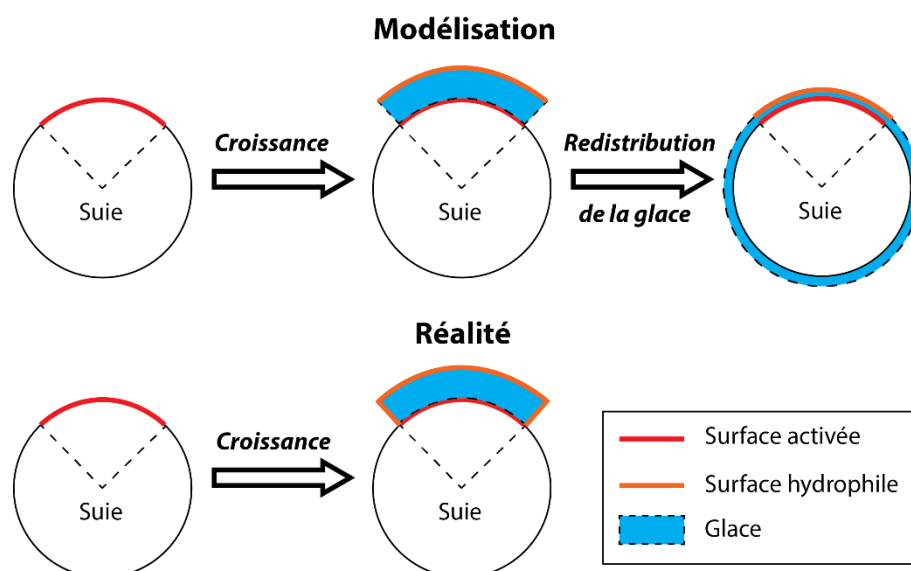 Modélisation
Croissance
Redistribution
de la glace
Suie
Suie
Suie
Réalité
Croissance
Suie
Suie
Surface activée
Surface hydrophile
Glace